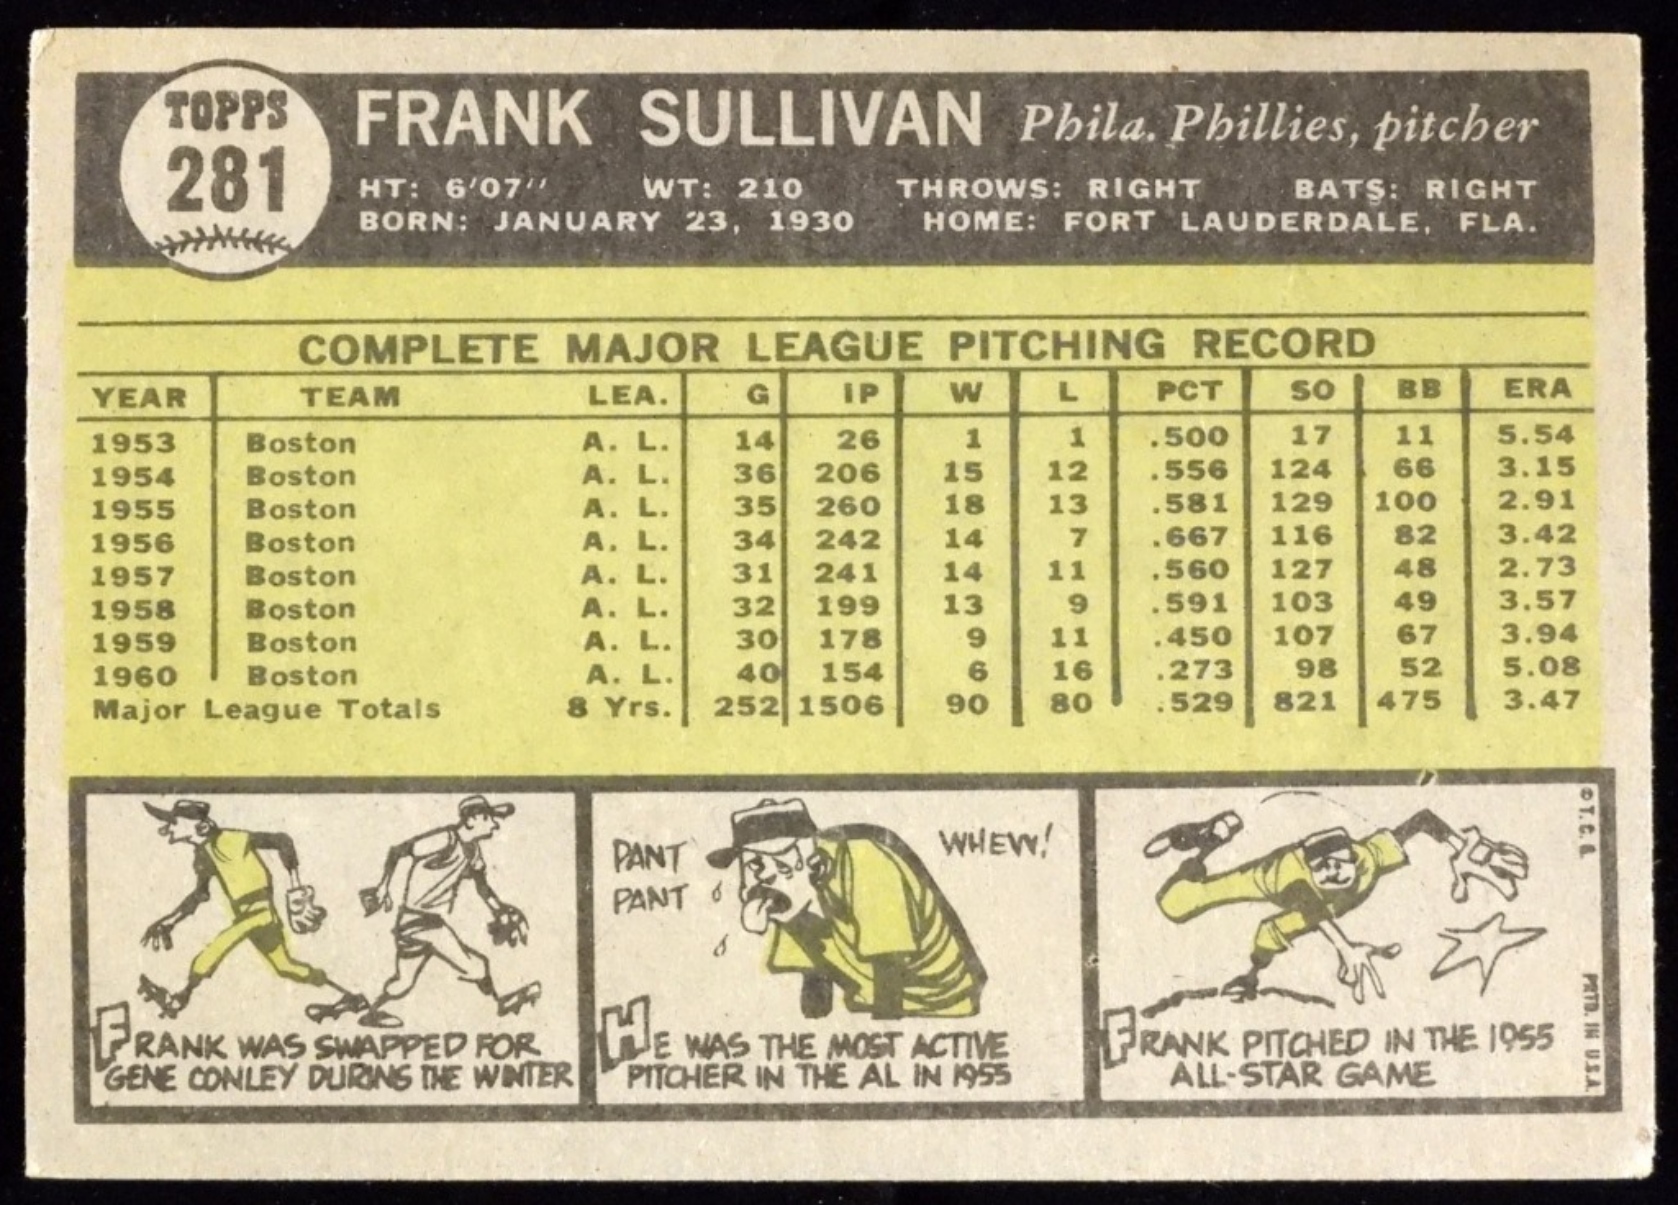 TOPPS
281
FRANK SULLIVAN Phila. Phillies, pitcher
HT: 6'07" WT: 210 THROWS: RIGHT BATS: RIGHT
BORN: JANUARY 23, 1930 HOME: FORT LAUDERDALE, FLA.
COMPLETE MAJOR LEAGUE PITCHING RECORD
YEAR TEAM LEA. G IP W L PCT SO BB ERA
1953 Boston A. L. 14 26 1 1 .500 17 11 5.54
1954 Boston A. L. 36 206 15 12 .556 124 66 3.15
1955 Boston A. L. 35 260 18 13 .581 129 100 2.91
1956 Boston A. L. 34 242 14 7 .667 116 82 3.42
1957 Boston A. L. 31 241 14 11 .560 127 48 2.73
1958 Boston A. L. 32 199 13 9 .591 103 49 3.57
1959 Boston A. L. 30 178 9 11 .450 107 67 3.94
1960 Boston A. L. 40 154 6 16 .273 98 52 5.08
Major League Totals 8 Yrs. 252 1506 90 80 .529 821 475 3.47
FRANK WAS SWAPPED FOR
GENE CONLEY DURING THE WINTER
PANT
PANT
WHEW!
HE WAS THE MOST ACTIVE
PITCHER IN THE AL IN 1955
FRANK PITCHED IN THE 1955
ALL-STAR GAME
© T. C. G.
PRTD. IN U.S.A.